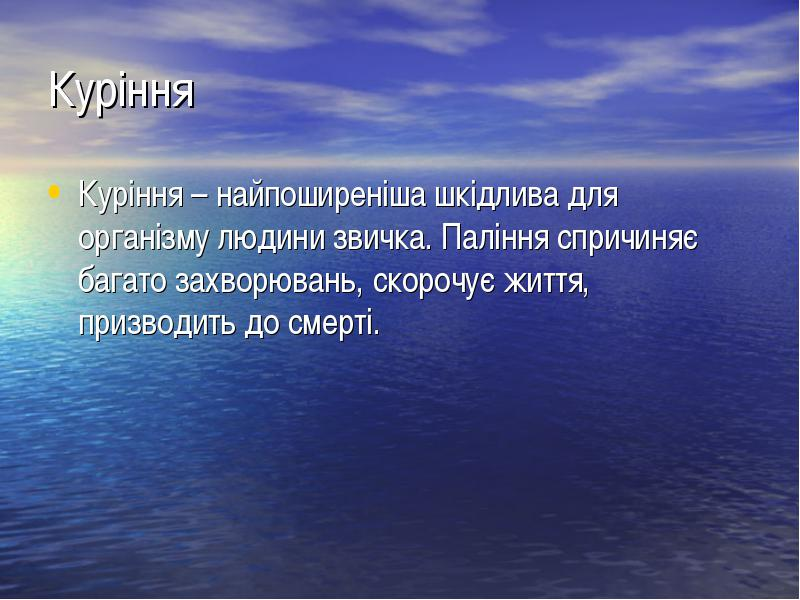 Куріння
• Куріння – найпоширеніша шкідлива для
організму людини звичка. Паління спричиняє
багато захворювань, скорочує життя,
призводить до смерті.